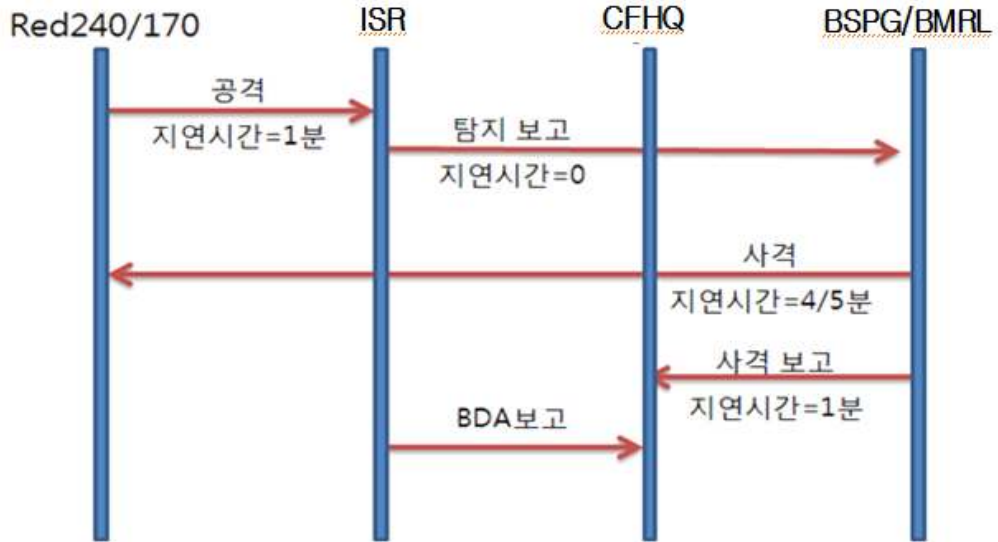 Red240/170 ISR CFHQ BSPG/BMRL
공격
지연시간=1분
탐지 보고
지연시간=0
사격
지연시간=4/5분
사격 보고
지연시간=1분
BDA보고